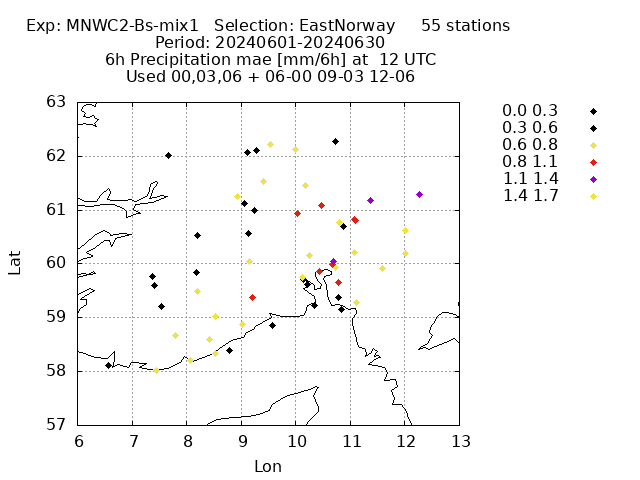 Exp: MNWC2-Bs-mix1 Selection: EastNorway 55 stations
Period: 20240601-20240630
6h Precipitation mae [mm/6h] at 12 UTC
Used 00,03,06 + 06-00 09-03 12-06
63
62
61
60
59
58
57
Lat
6 7 8 9 10 11 12 13
Lon
0.0 0.3
0.3 0.6
0.6 0.8
0.8 1.1
1.1 1.4
1.4 1.7